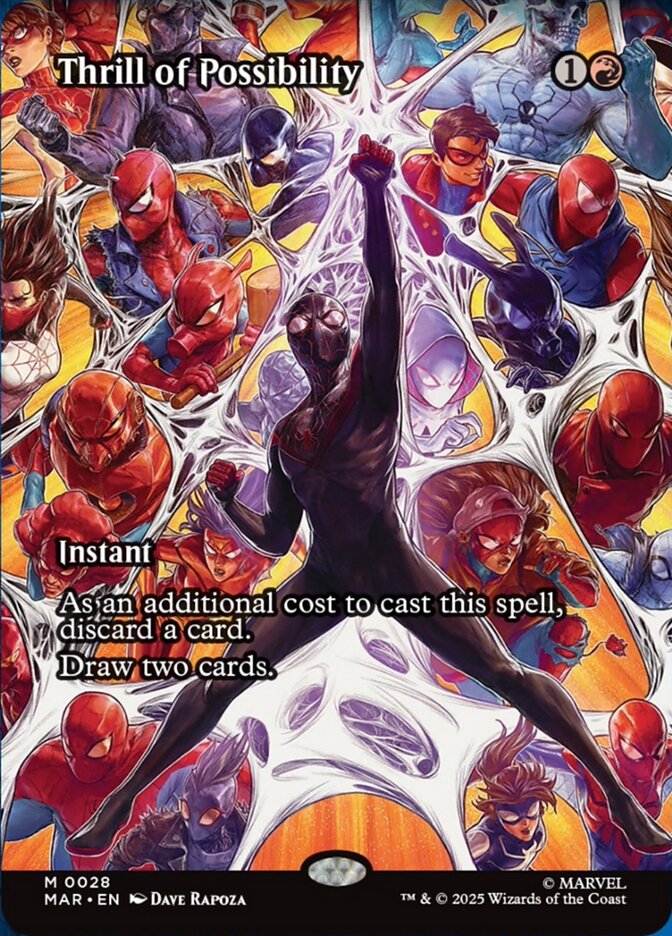 Thrill of Possibility 1
Instant
As an additional cost to cast this spell,
discard a card.
Draw two cards.
M 0028
MAR • EN DAVE RAPOZA
© MARVEL
™ & © 2025 Wizards of the Coast